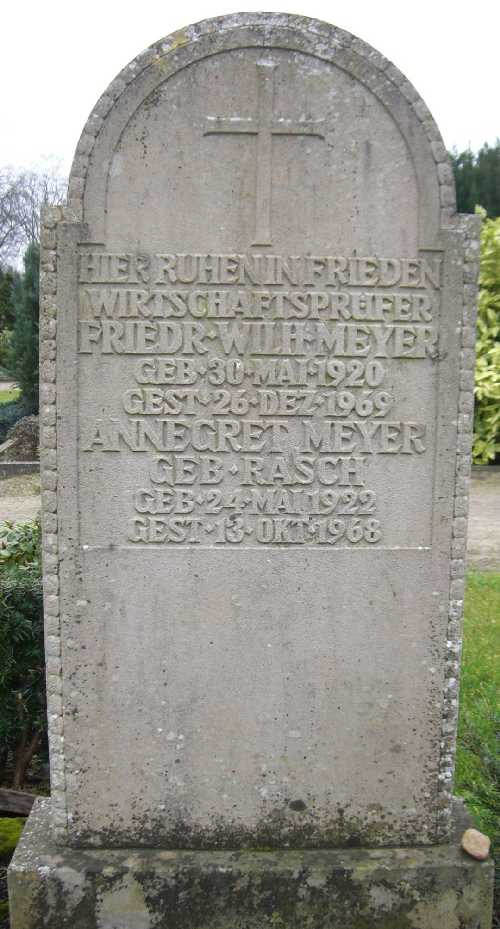 HIER RUHEN IN FRIEDEN
WIRTSCHAFTSPRÜFER
FRIEDR·WILH·MEYER
GEB·30·MAI·1920
GEST·26·DEZ·1969
ANNEGRET MEYER
GEB·RASCH
GEB·24·MAI 1922
GEST·13·OKT·1968